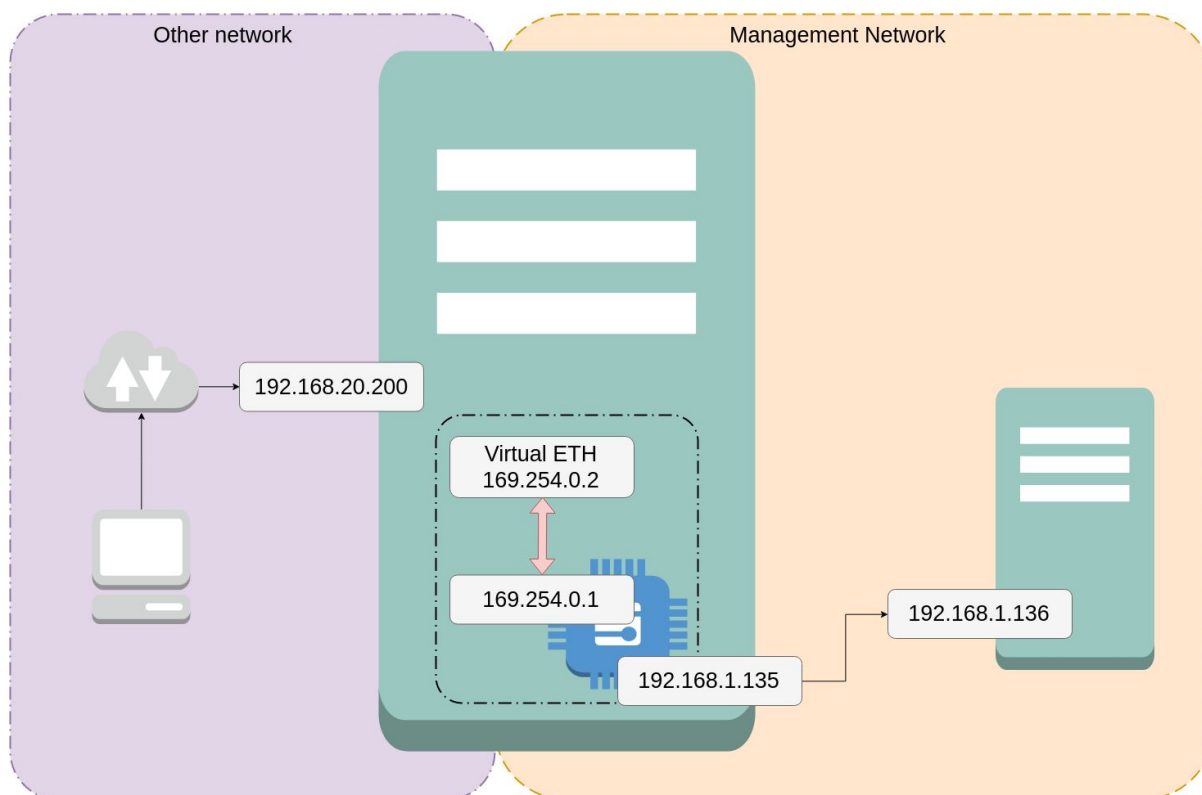 Other network
Management Network
192.168.20.200
Virtual ETH
169.254.0.2
169.254.0.1
192.168.1.135
192.168.1.136